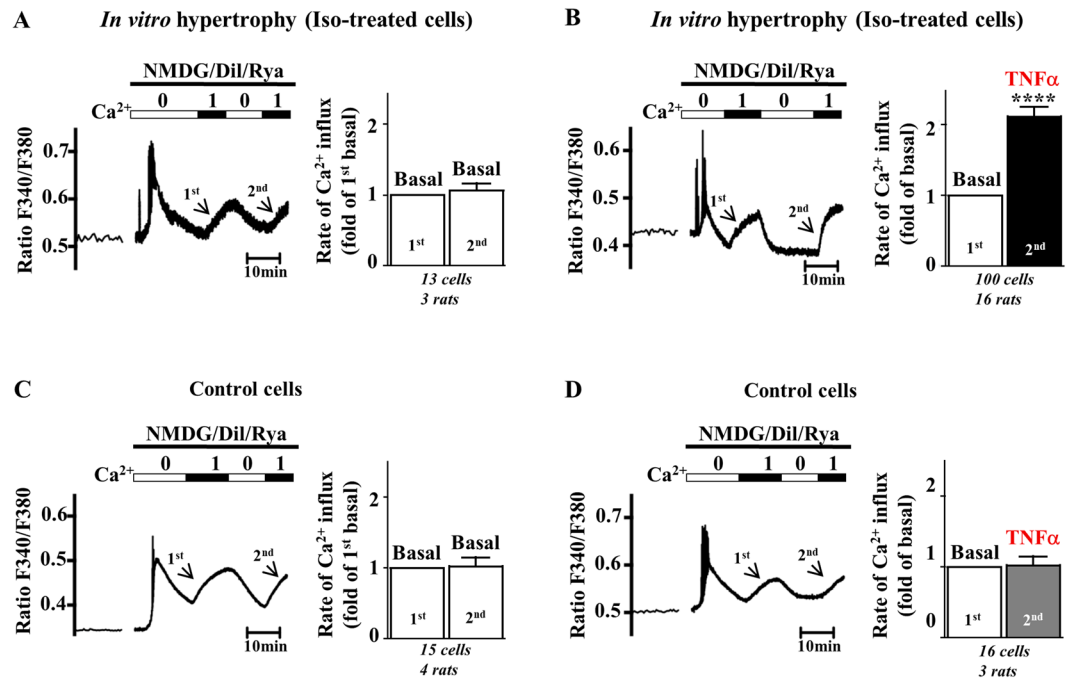 A
In vitro hypertrophy (Iso-treated cells)
NMDG/Dil/Rya
0 1 0 1
Ca2+
Ratio F340/F380
0.7
0.6
0.5
1st
2nd
10min
Rate of Ca2+ influx
(fold of 1st basal)
2
1
0
Basal
Basal
1st
2nd
13 cells
3 rats
B
In vitro hypertrophy (Iso-treated cells)
NMDG/Dil/Rya
0 1 0 1
Ca2+
Ratio F340/F380
0.6
0.5
0.4
1st
2nd
10min
Rate of Ca2+ influx
(fold of basal)
2
1
0
TNFα
****
Basal
1st
2nd
100 cells
16 rats
C
Control cells
NMDG/Dil/Rya
0 1 0 1
Ca2+
Ratio F340/F380
0.6
0.5
0.4
1st
2nd
10min
Rate of Ca2+ influx
(fold of 1st basal)
2
1
0
Basal
Basal
1st
2nd
15 cells
4 rats
D
Control cells
NMDG/Dil/Rya
0 1 0 1
Ca2+
Ratio F340/F380
0.7
0.6
0.5
1st
2nd
10min
Rate of Ca2+ influx
(fold of basal)
2
1
0
Basal
TNFα
1st
2nd
16 cells
3 rats